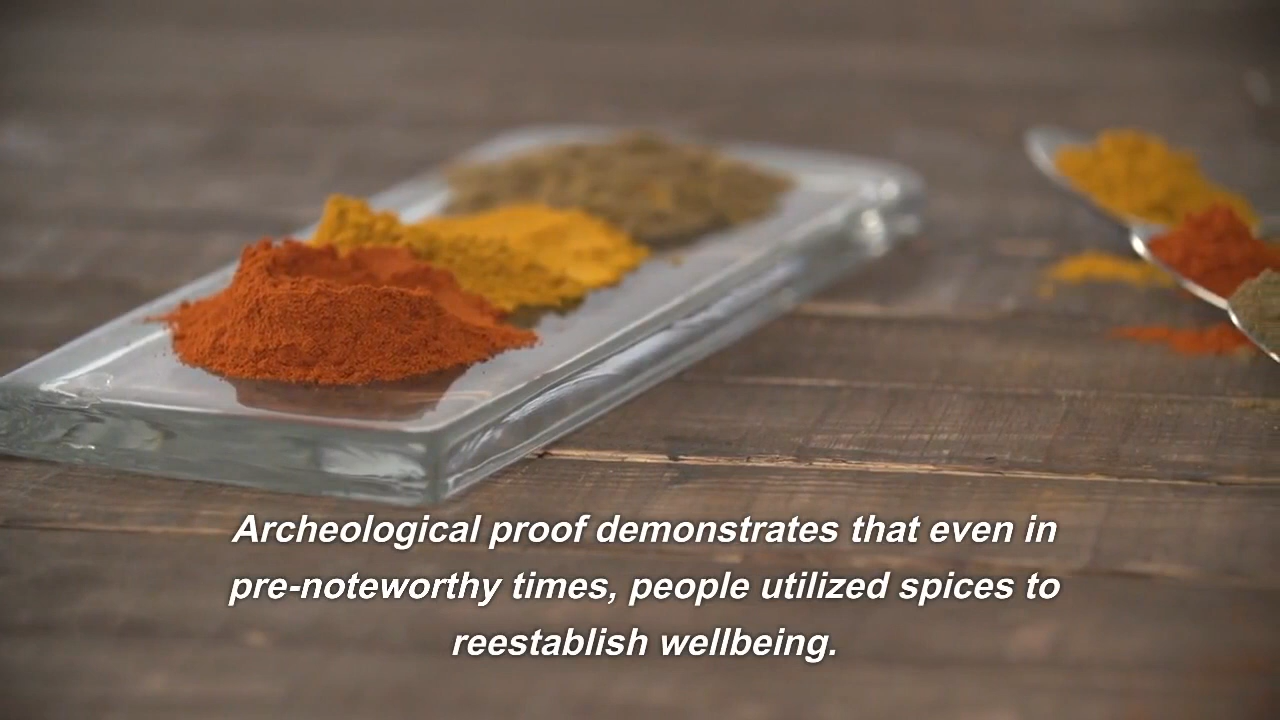 Archeological proof demonstrates that even in
pre-noteworthy times, people utilized spices to
reestablish wellbeing.